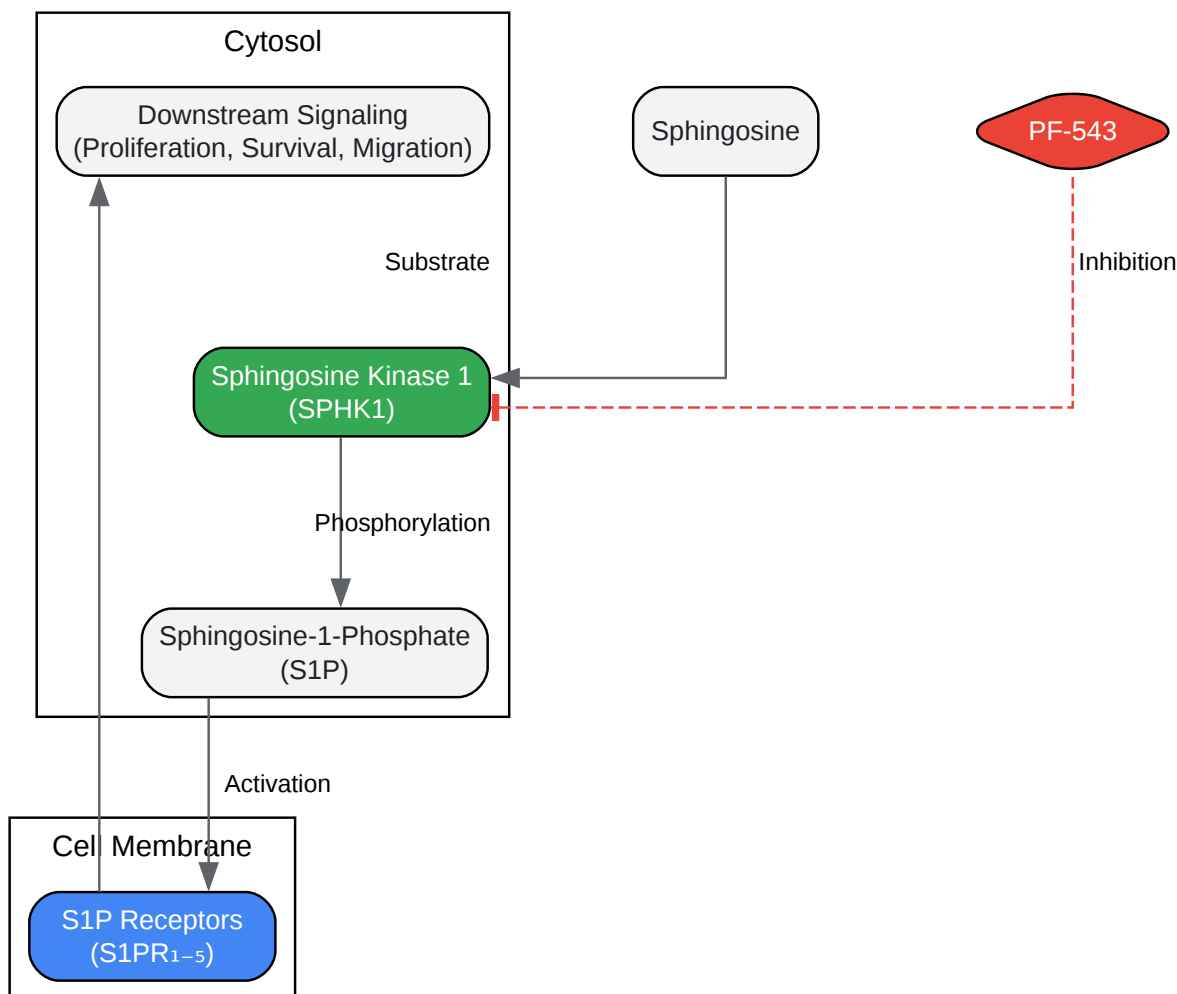 Cytosol
Downstream Signaling
(Proliferation, Survival, Migration)
Sphingosine
PF-543
Substrate
Inhibition
Sphingosine Kinase 1
(SPHK1)
Phosphorylation
Sphingosine-1-Phosphate
(S1P)
Activation
Cell Membrane
S1P Receptors
(S1PR₁₋₅)